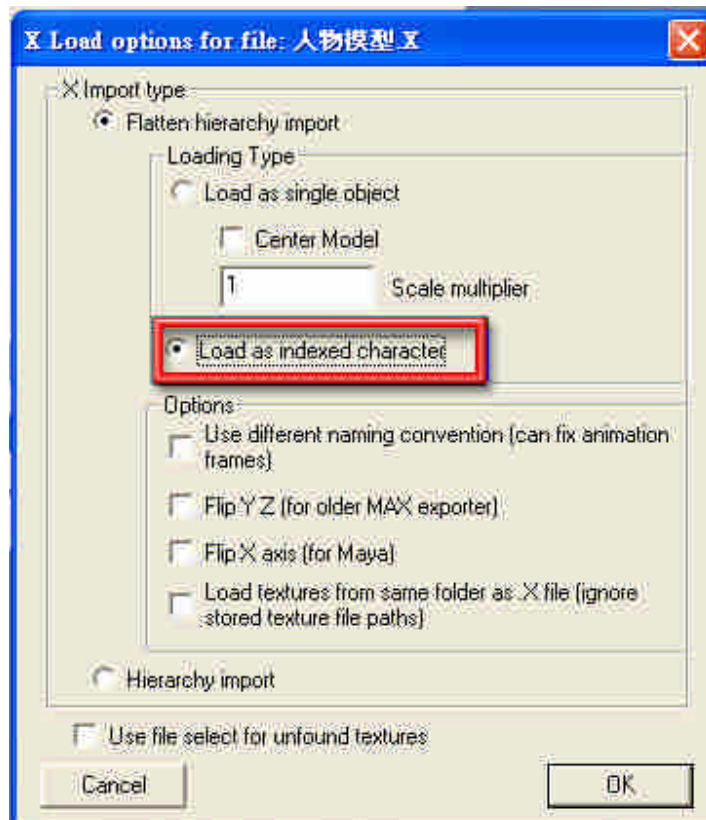 X Load options for file: 人物模型.X
X Import type
Flatten hierarchy import
Loading Type
Load as single object
Center Model
1 Scale multiplier
Load as indexed character
Options
Use different naming convention (can fix animation
frames)
Flip Y Z (for older MAX exporter)
Flip X axis (for Maya)
Load textures from same folder as .X file (ignore
stored texture file paths)
Hierarchy import
Use file select for unfound textures
Cancel OK